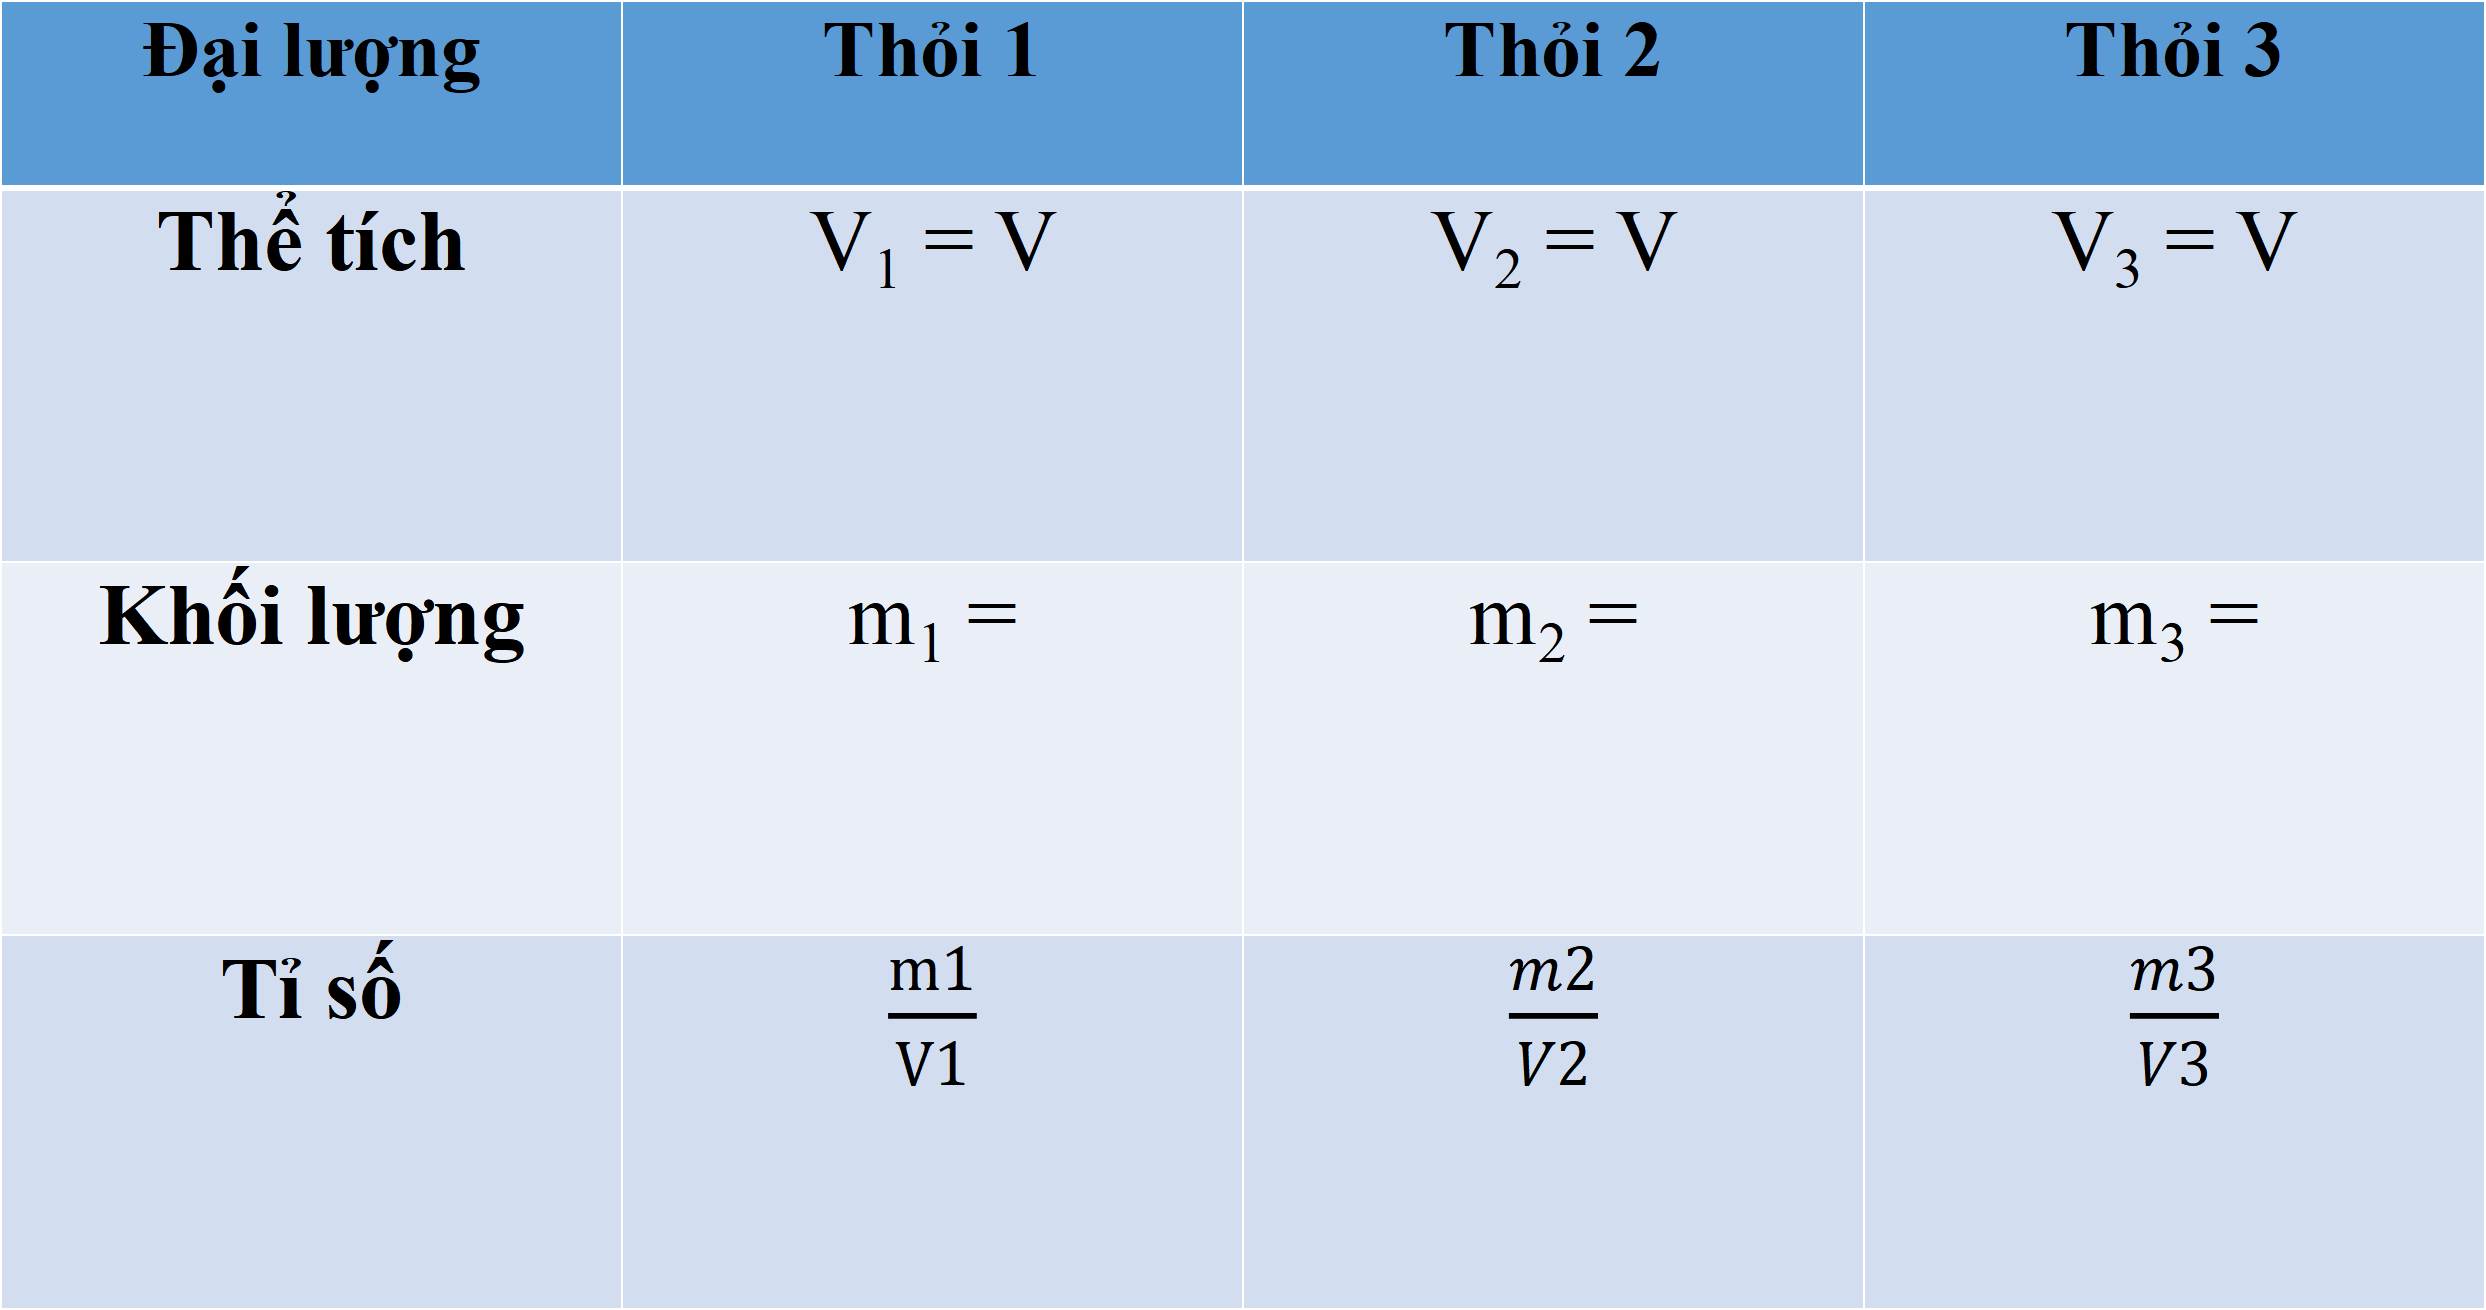 Đại lượng Thỏi 1 Thỏi 2 Thỏi 3
Thể tích V₁ = V V₂ = V V₃ = V
Khối lượng m₁ = m₂ = m₃ =
Tỉ số m1/V1 m2/V2 m3/V3